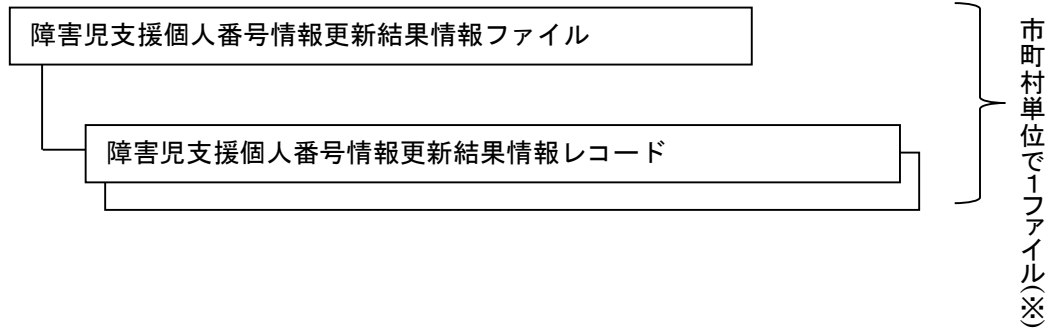 障害児支援個人番号情報更新結果情報ファイル
障害児支援個人番号情報更新結果情報レコード
市町村単位で1ファイル(※)